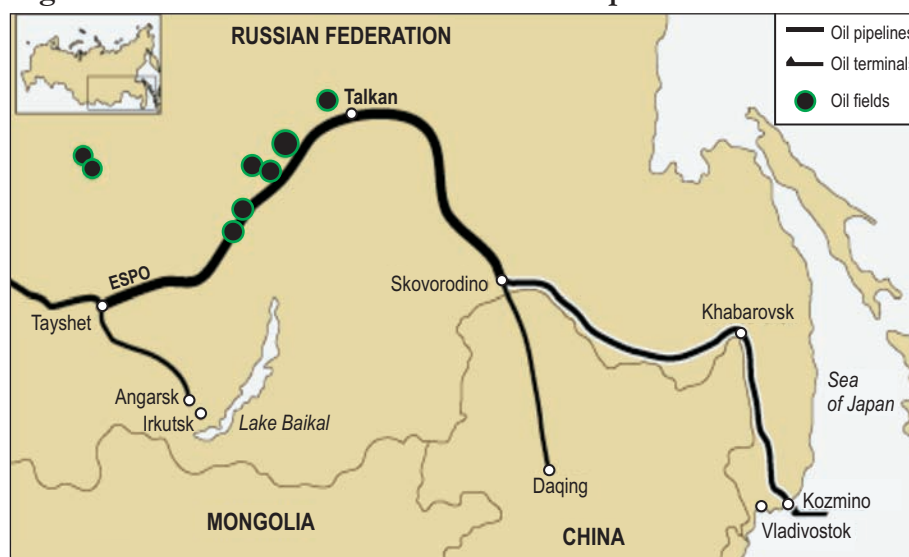 RUSSIAN FEDERATION
Oil pipelines
Oil terminals
Oil fields
Talkan
ESPO
Tayshet
Skovorodino
Khabarovsk
Angarsk
Irkutsk
Lake Baikal
Sea
of Japan
Daqing
Kozmino
Vladivostok
MONGOLIA
CHINA